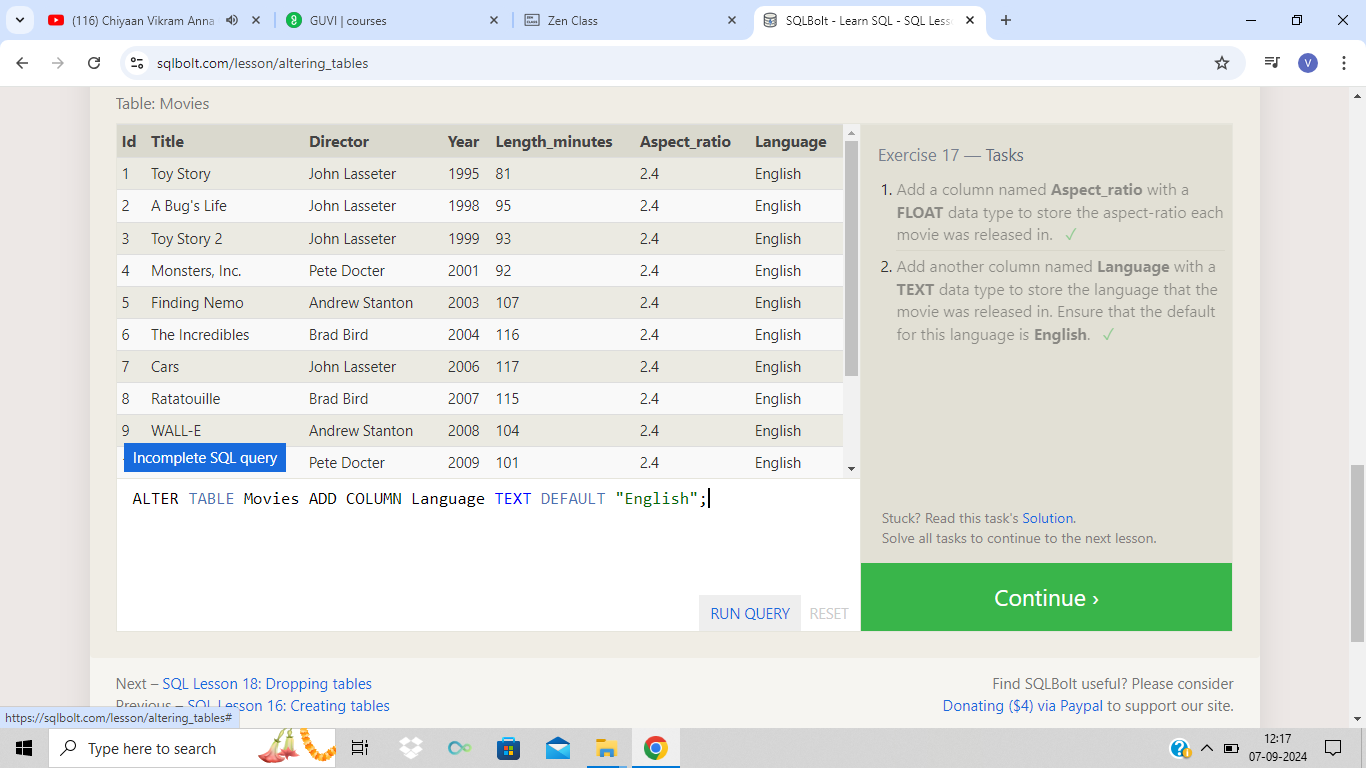 (116) Chiyaan Vikram Anna
GUVI | courses
Zen Class
SQLBolt - Learn SQL - SQL Less
sqlbolt.com/lesson/altering_tables
V
Table: Movies
Id Title Director Year Length_minutes Aspect_ratio Language
1 Toy Story John Lasseter 1995 81 2.4 English
2 A Bug's Life John Lasseter 1998 95 2.4 English
3 Toy Story 2 John Lasseter 1999 93 2.4 English
4 Monsters, Inc. Pete Docter 2001 92 2.4 English
5 Finding Nemo Andrew Stanton 2003 107 2.4 English
6 The Incredibles Brad Bird 2004 116 2.4 English
7 Cars John Lasseter 2006 117 2.4 English
8 Ratatouille Brad Bird 2007 115 2.4 English
9 WALL-E Andrew Stanton 2008 104 2.4 English
Pete Docter 2009 101 2.4 English
Incomplete SQL query
ALTER TABLE Movies ADD COLUMN Language TEXT DEFAULT "English";
RUN QUERY RESET
Exercise 17 — Tasks
1. Add a column named Aspect_ratio with a
FLOAT data type to store the aspect-ratio each
movie was released in. ✓
2. Add another column named Language with a
TEXT data type to store the language that the
movie was released in. Ensure that the default
for this language is English. ✓
Stuck? Read this task's Solution.
Solve all tasks to continue to the next lesson.
Continue ›
Next – SQL Lesson 18: Dropping tables
Previous – SQL Lesson 16: Creating tables
Find SQLBolt useful? Please consider
Donating ($4) via Paypal to support our site.
https://sqlbolt.com/lesson/altering_tables#
Type here to search
12:17
07-09-2024